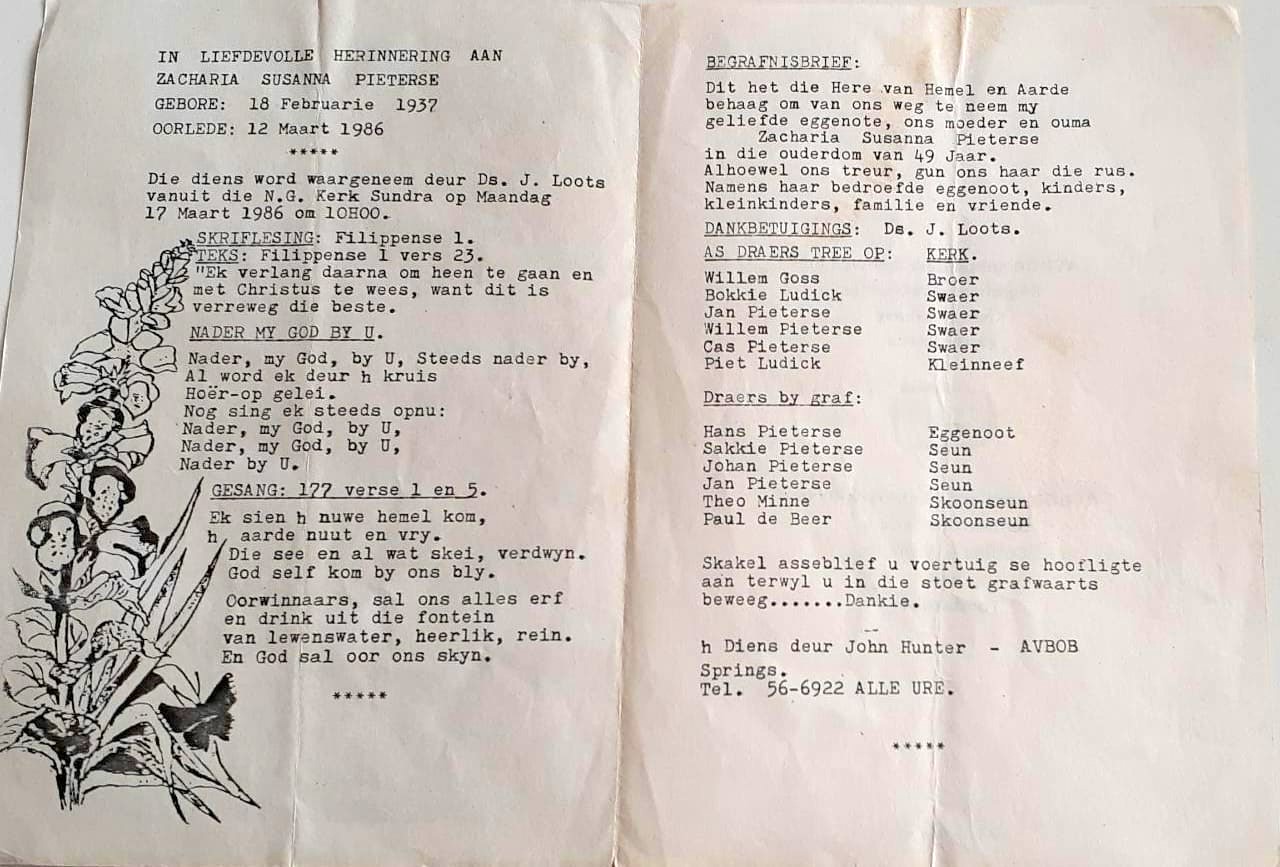 IN LIEFDEVOLLE HERINNERING AAN
ZACHARIA SUSANNA PIETERSE
GEBORE: 18 Februarie 1937
OORLEDE: 12 Maart 1986
*****
Die diens word waargeneem deur Ds. J. Loots
vanuit die N.G. Kerk Sundra op Maandag
17 Maart 1986 om 10H00.
SKRIFLESING: Filippense 1.
TEKS: Filippense 1 vers 23.
"Ek verlang daarna om heen te gaan en
met Christus te wees, want dit is
verreweg die beste.
NADER MY GOD BY U.
Nader, my God, by U, Steeds nader by,
Al word ek deur h kruis
Hoër-op gelei.
Nog sing ek steeds opnu:
Nader, my God, by U,
Nader, my God, by U,
Nader by U.
GESANG: 177 verse 1 en 5.
Ek sien h nuwe hemel kom,
h aarde nuut en vry.
Die see en al wat skei, verdwyn.
God self kom by ons bly.
Oorwinnaars, sal ons alles erf
en drink uit die fontein
van lewenswater, heerlik, rein.
En God sal oor ons skyn.
*****
BEGRAFNISBRIEF:
Dit het die Here van Hemel en Aarde
behaag om van ons weg te neem my
geliefde eggenote, ons moeder en ouma
Zacharia Susanna Pieterse
in die ouderdom van 49 Jaar.
Alhoewel ons treur, gun ons haar die rus.
Namens haar bedroefde eggenoot, kinders,
kleinkinders, familie en vriende.
DANKBETUIGINGS: Ds. J. Loots.
AS DRAERS TREE OP: KERK.
Willem Goss Broer
Bokkie Ludick Swaer
Jan Pieterse Swaer
Willem Pieterse Swaer
Cas Pieterse Swaer
Piet Ludick Kleinneef
Draers by graf:
Hans Pieterse Eggenoot
Sakkie Pieterse Seun
Johan Pieterse Seun
Jan Pieterse Seun
Theo Minne Skoonseun
Paul de Beer Skoonseun
Skakel asseblief u voertuig se hoofligte
aan terwyl u in die stoet grafwaarts
beweeg.......Dankie.
h Diens deur John Hunter - AVBOB
Springs.
Tel. 56-6922 ALLE URE.
*****